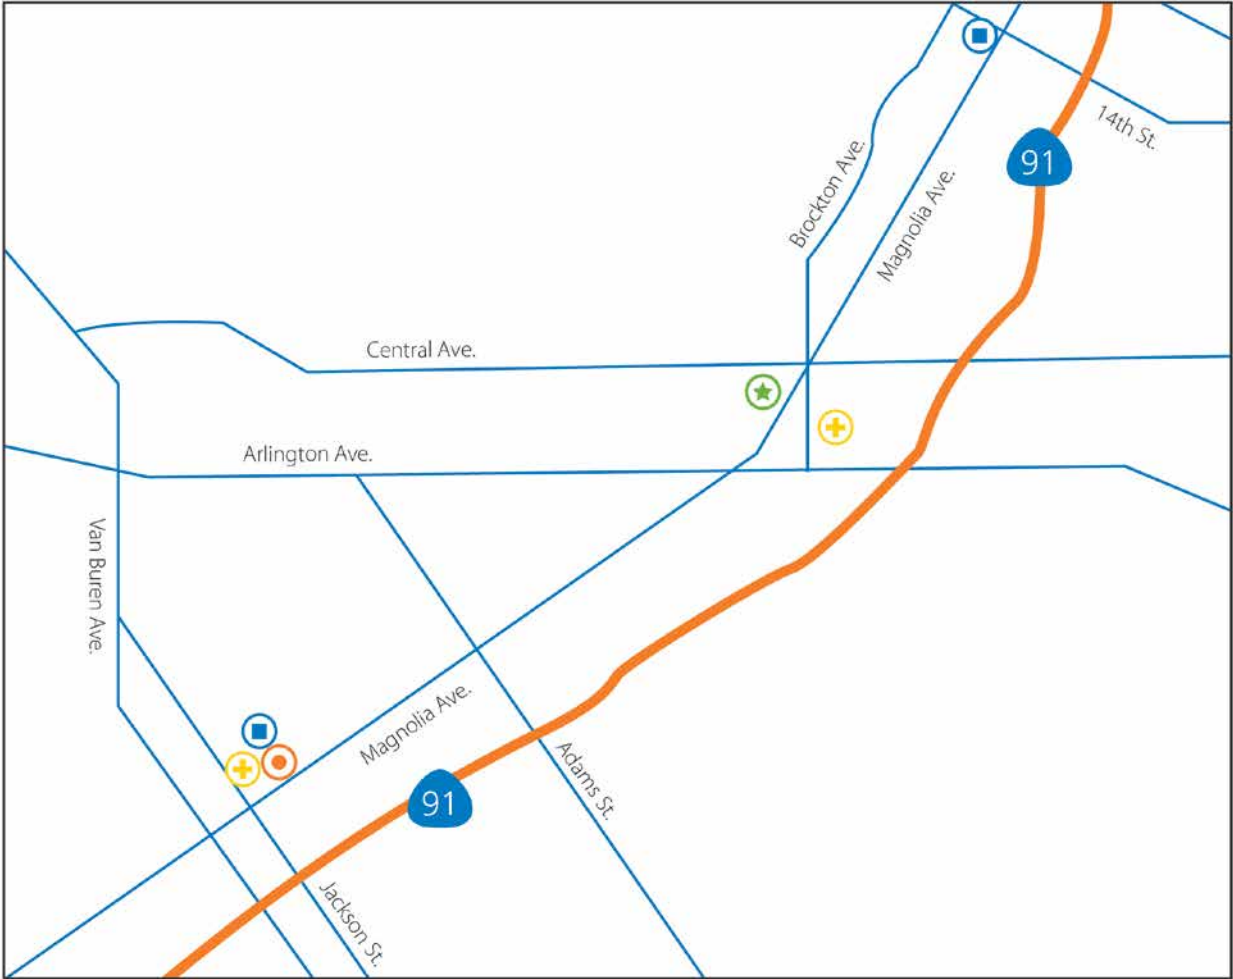 14th St.
91
Brockton Ave.
Magnolia Ave.
Central Ave.
Arlington Ave.
Van Buren Ave.
Magnolia Ave.
Adams St.
91
Jackson St.